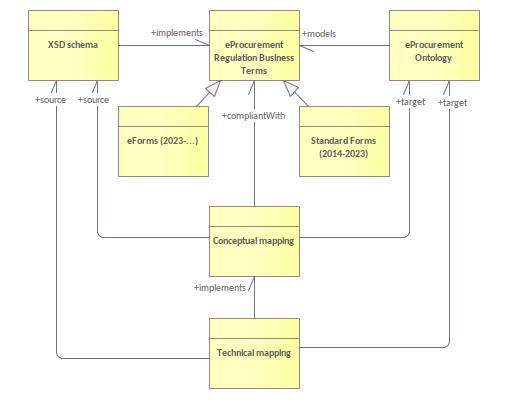 +implements
+models
XSD schema
eProcurement
Regulation Business
Terms
eProcurement
Ontology
+source
+source
+compliantWith
+target
+target
eForms (2023-...)
Standard Forms
(2014-2023)
Conceptual mapping
+implements
Technical mapping